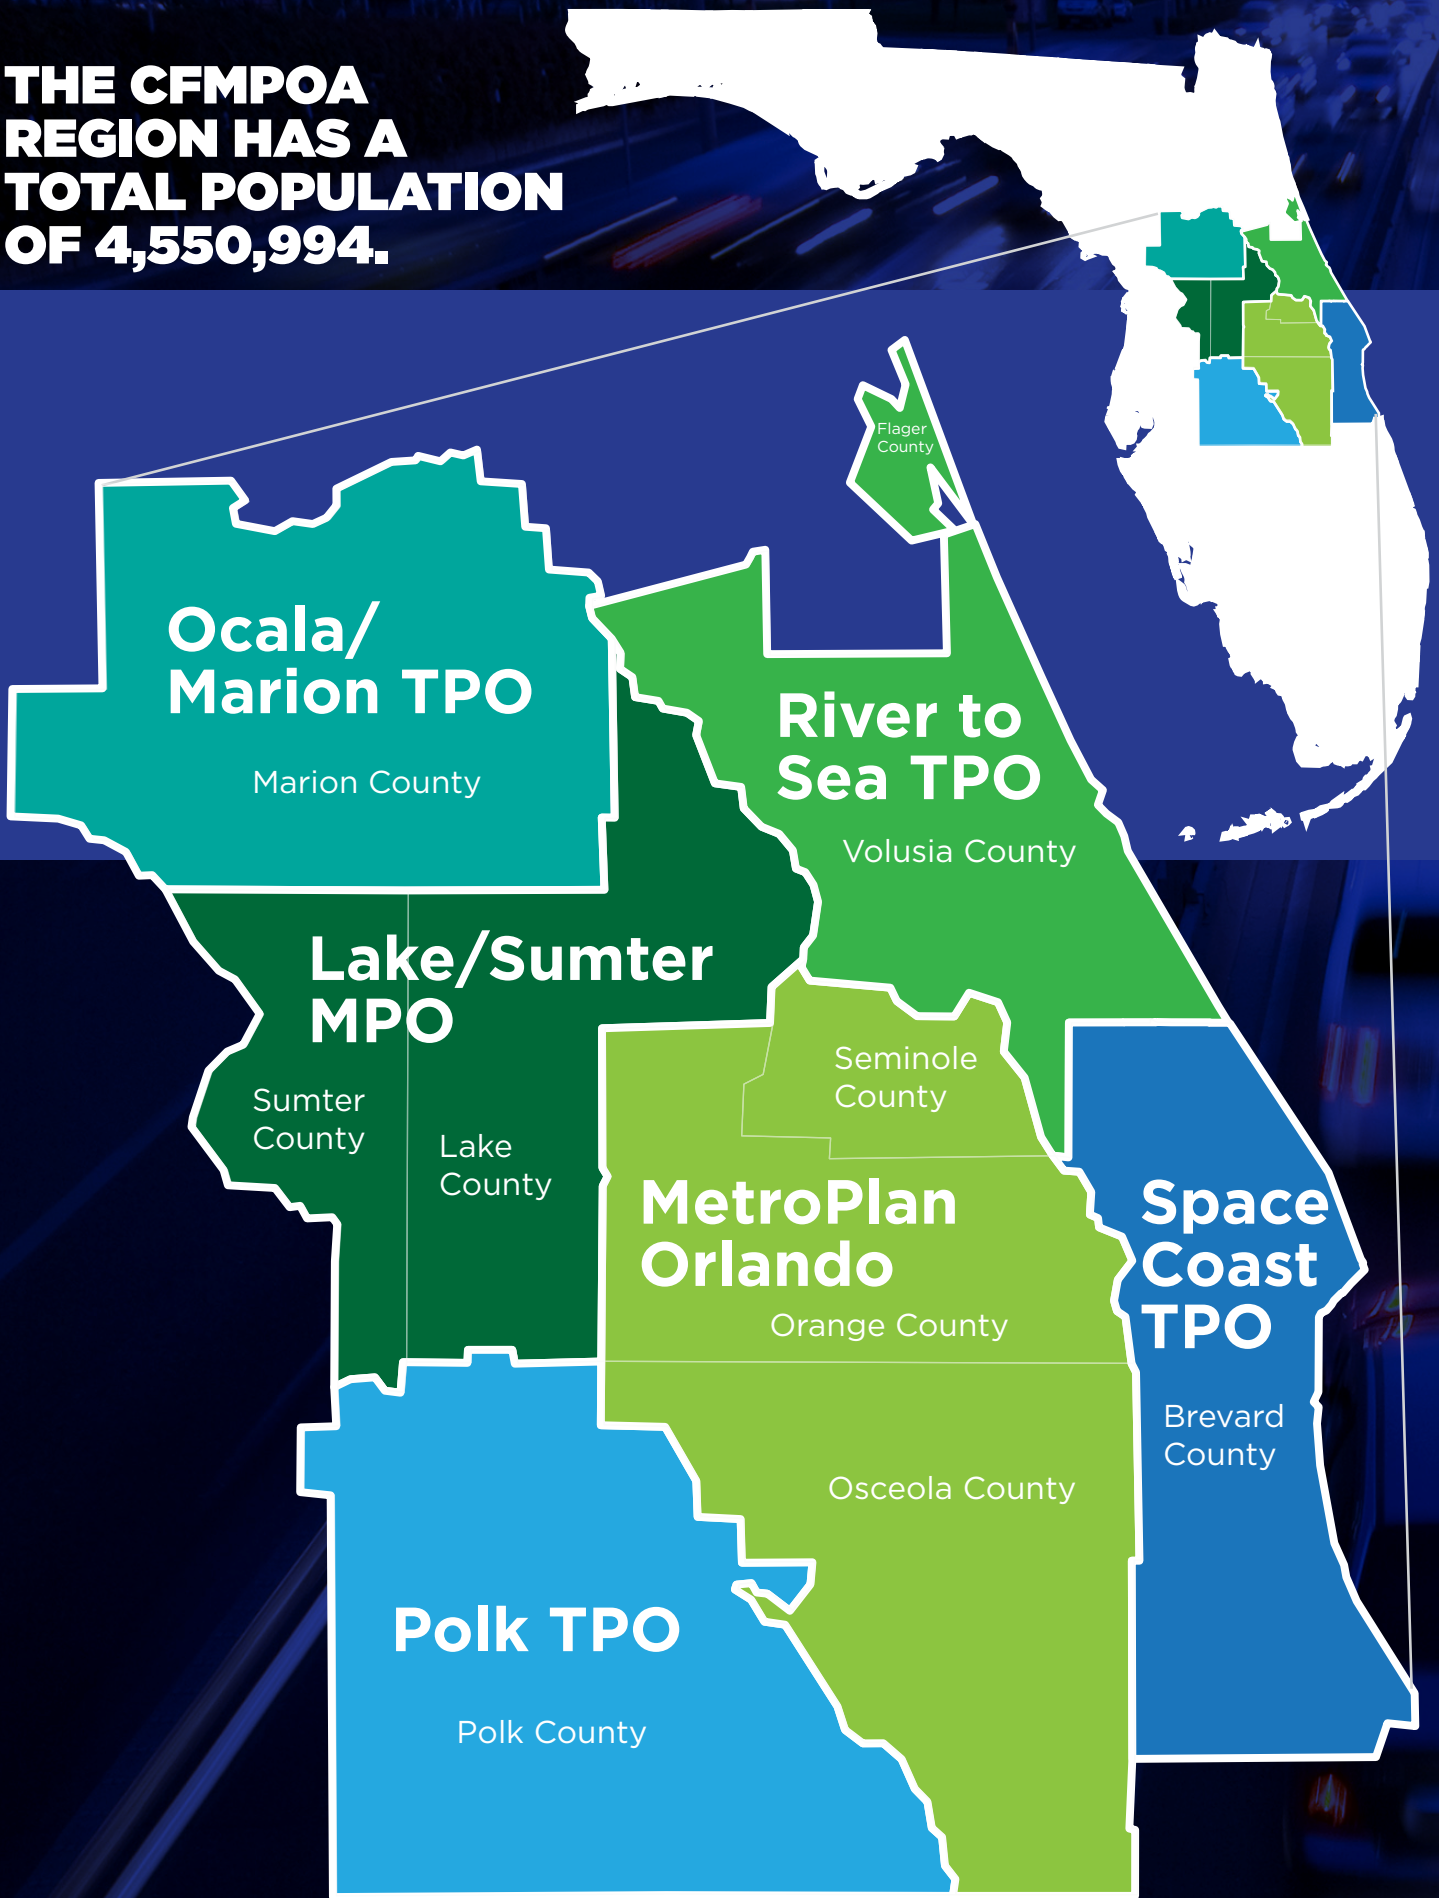 THE CFMPOA
REGION HAS A
TOTAL POPULATION
OF 4,550,994.
Flager
County
Ocala/
Marion TPO
Marion County
River to
Sea TPO
Volusia County
Lake/Sumter
MPO
Sumter
County
Lake
County
Seminole
County
MetroPlan
Orlando
Orange County
Osceola County
Space
Coast
TPO
Brevard
County
Polk TPO
Polk County